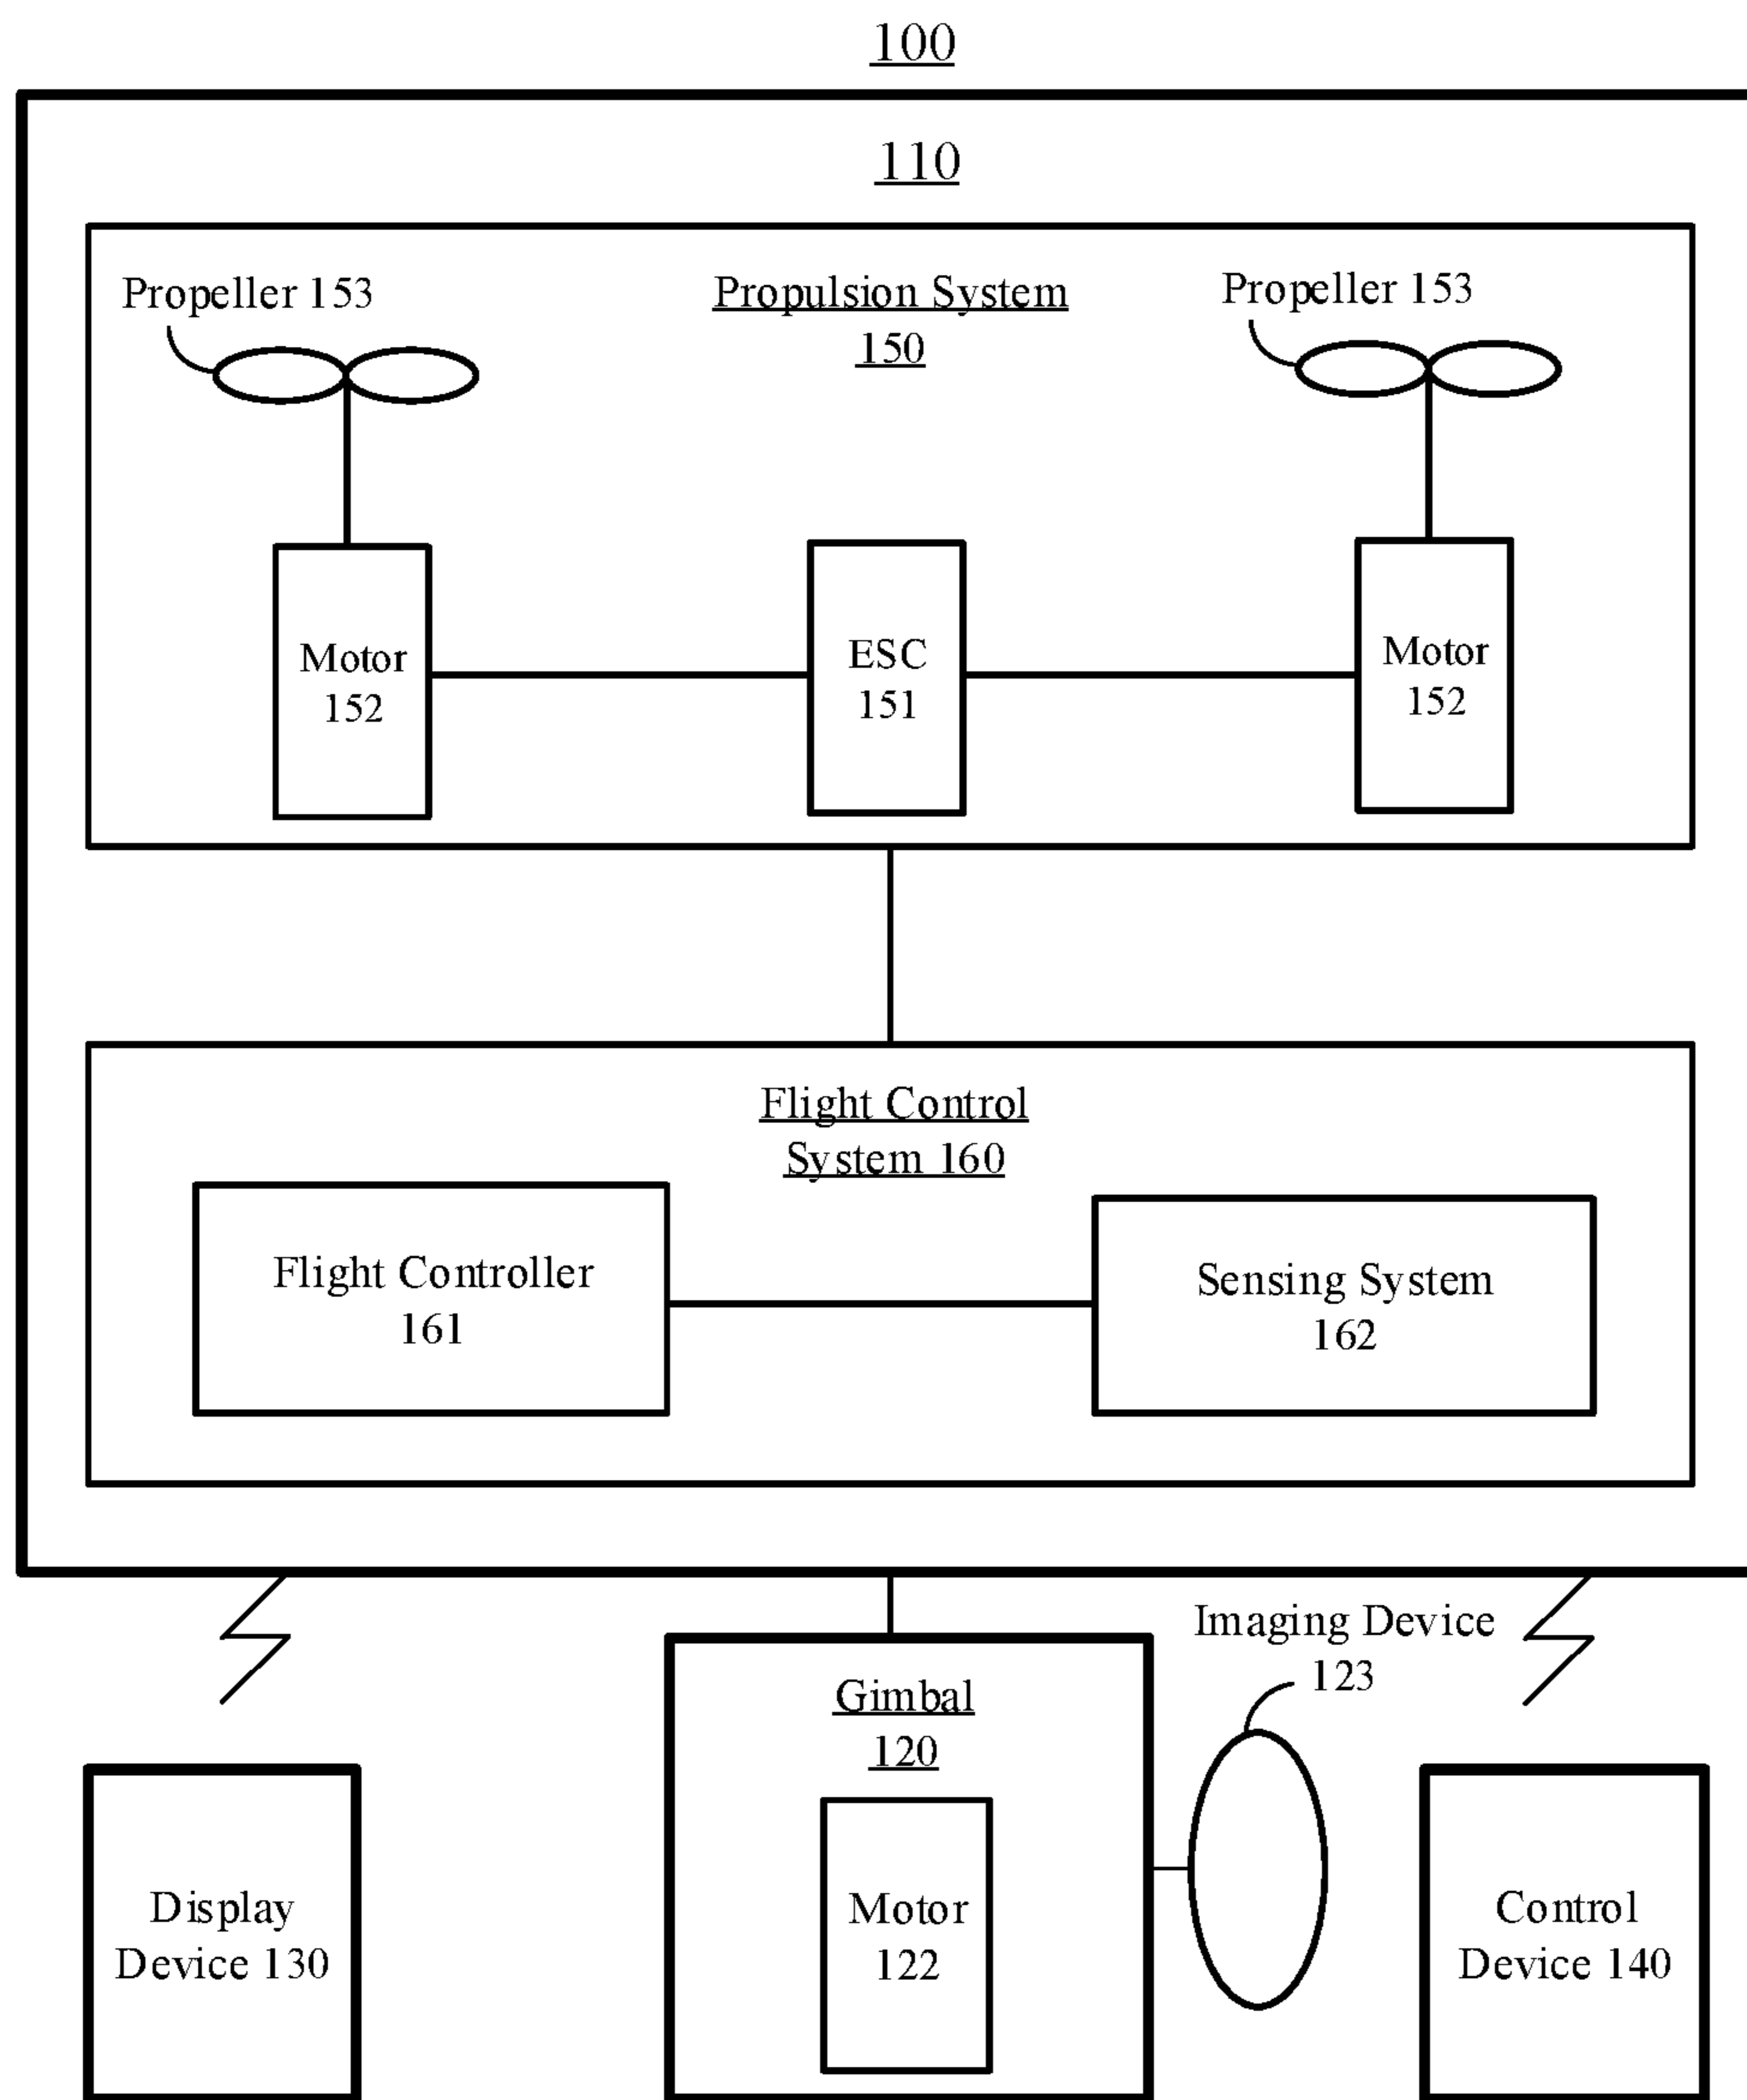 100
110
Propeller 153
Propulsion System
150
Propeller 153
Motor
152
ESC
151
Motor
152
Flight Control
System 160
Flight Controller
161
Sensing System
162
Imaging Device
123
Gimbal
120
Motor
122
Display
Device 130
Control
Device 140